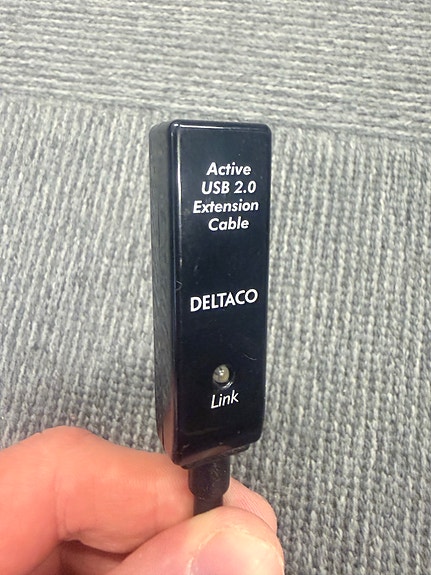 Active
USB 2.0
Extension
Cable
DELTACO
Link